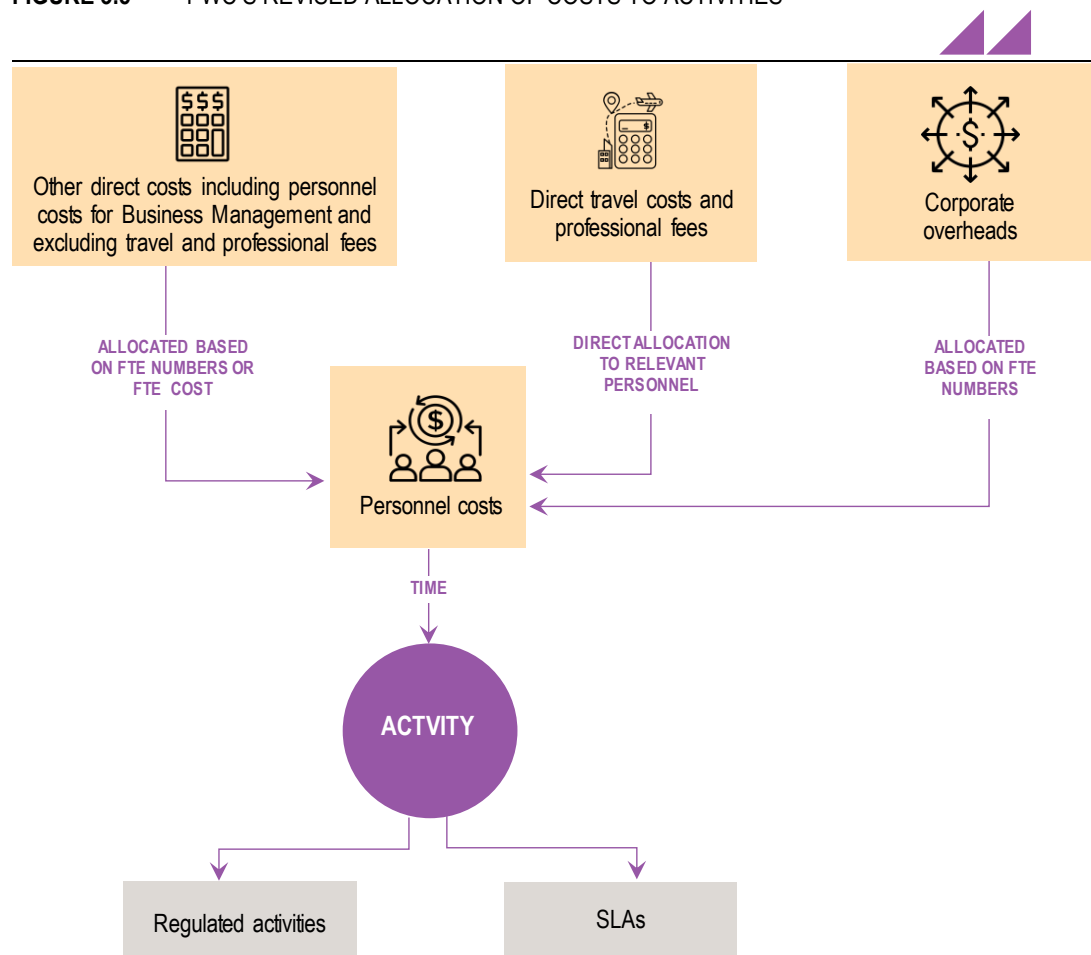 $$$
Other direct costs including personnel
costs for Business Management and
excluding travel and professional fees
$
Direct travel costs and
professional fees
$
Corporate
overheads
ALLOCATED BASED
ON FTE NUMBERS OR
FTE COST
DIRECT ALLOCATION
TO RELEVANT
PERSONNEL
ALLOCATED
BASED ON FTE
NUMBERS
$
Personnel costs
TIME
ACTVITY
Regulated activities
SLAs